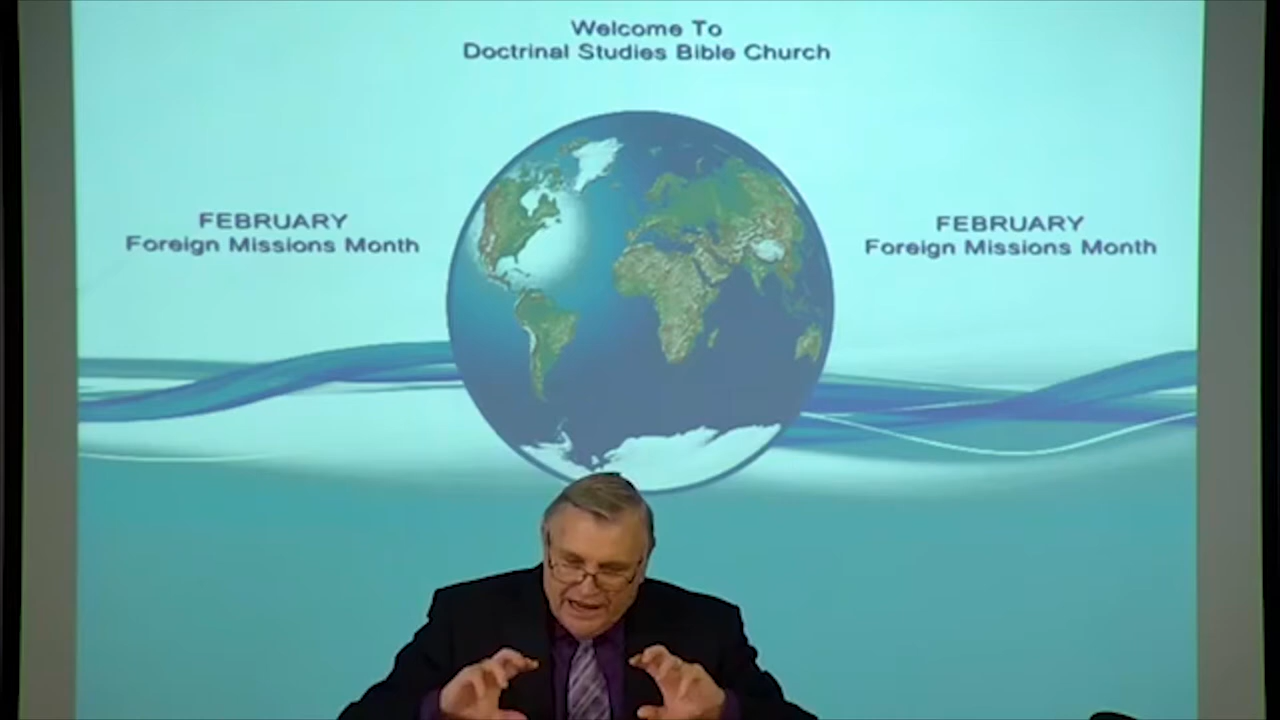 Welcome To
Doctrinal Studies Bible Church
FEBRUARY
Foreign Missions Month
FEBRUARY
Foreign Missions Month